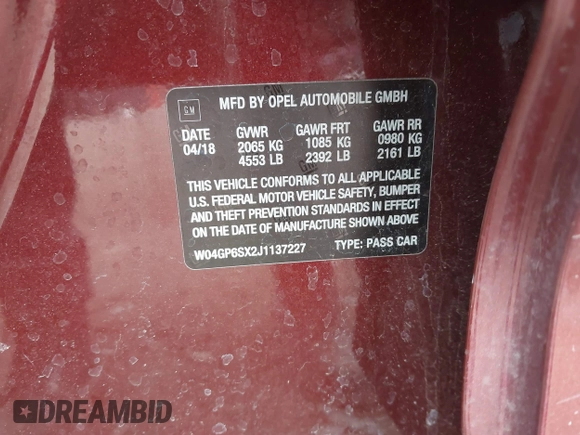 GM
MFD BY OPEL AUTOMOBILE GMBH
DATE GVWR GAWR FRT GAWR RR
04/18 2065 KG 1085 KG 0980 KG
4553 LB 2392 LB 2161 LB
THIS VEHICLE CONFORMS TO ALL APPLICABLE
U.S. FEDERAL MOTOR VEHICLE SAFETY, BUMPER
AND THEFT PREVENTION STANDARDS IN EFFECT
ON THE DATE OF MANUFACTURE SHOWN ABOVE
W04GP6SX2J1137227 TYPE: PASS CAR
DREAMBID